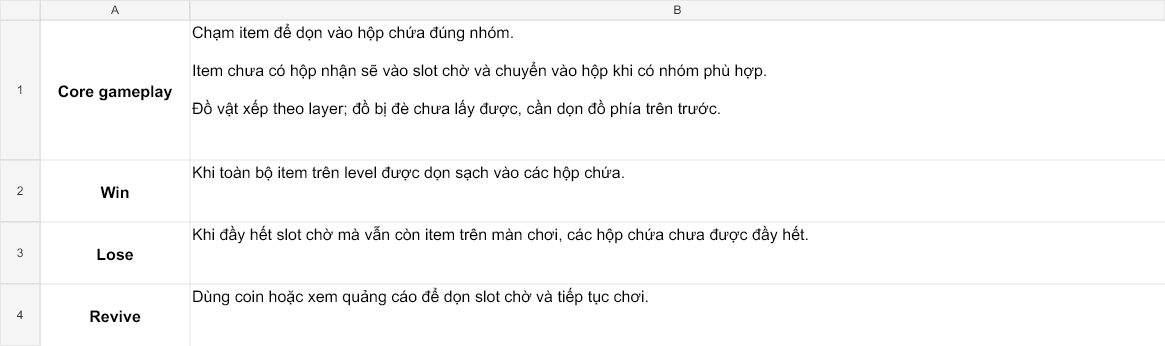 A
B
1
Core gameplay
Chạm item để dọn vào hộp chứa đúng nhóm.
Item chưa có hộp nhận sẽ vào slot chờ và chuyển vào hộp khi có nhóm phù hợp.
Đồ vật xếp theo layer; đồ bị đè chưa lấy được, cần dọn đồ phía trên trước.
2
Win
Khi toàn bộ item trên level được dọn sạch vào các hộp chứa.
3
Lose
Khi đầy hết slot chờ mà vẫn còn item trên màn chơi, các hộp chứa chưa được đầy hết.
4
Revive
Dùng coin hoặc xem quảng cáo để dọn slot chờ và tiếp tục chơi.